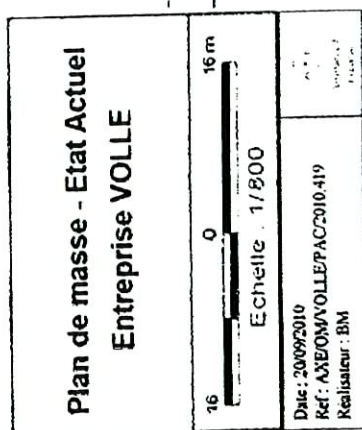 Plan de masse - Etat Actuel
Entreprise VOLLE
16 0 16 m
Echelle : 1/800
Date : 20/09/2010
Ref : AXE/OM/VOLLE/PAC/2010.419
Réalisateur : BM